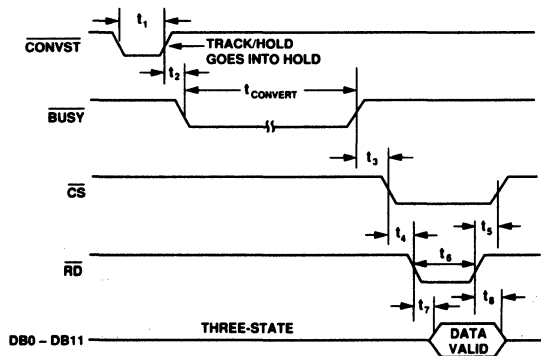 t1
CONVST
TRACK/HOLD
GOES INTO HOLD
t2
tCONVERT
BUSY
t3
CS
t4
t5
t6
RD
t7
t8
THREE-STATE
DB0 – DB11
DATA
VALID